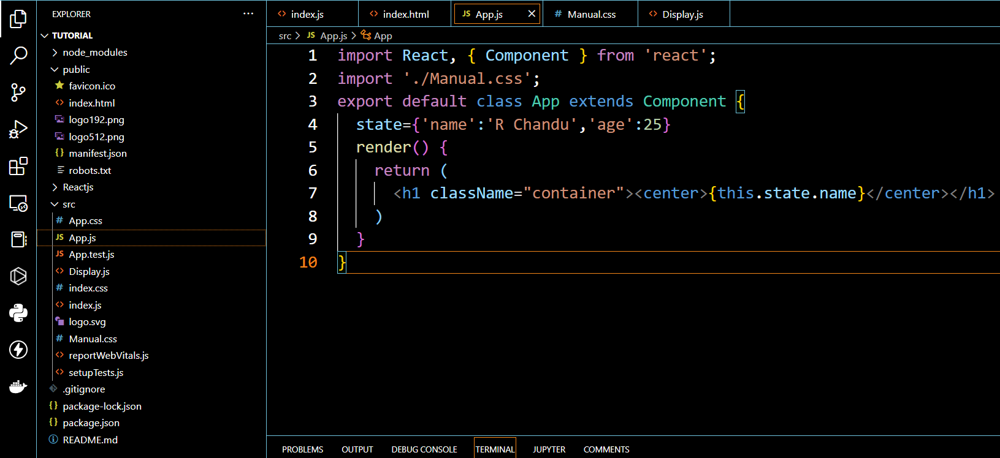 EXPLORER ···
TUTORIAL
node_modules
public
favicon.ico
index.html
logo192.png
logo512.png
manifest.json
robots.txt
Reactjs
src
App.css
App.js
App.test.js
Display.js
index.css
index.js
logo.svg
Manual.css
reportWebVitals.js
setupTests.js
.gitignore
package-lock.json
package.json
README.md
index.js index.html JS App.js Manual.css Display.js
src > JS App.js > App
1 import React, { Component } from 'react';
2 import './Manual.css';
3 export default class App extends Component {
4 state={'name':'R Chandu','age':25}
5 render() {
6 return (
7 <h1 className="container"><center>{this.state.name}</center></h1>
8 )
9 }
10 }
PROBLEMS OUTPUT DEBUG CONSOLE TERMINAL JUPYTER COMMENTS